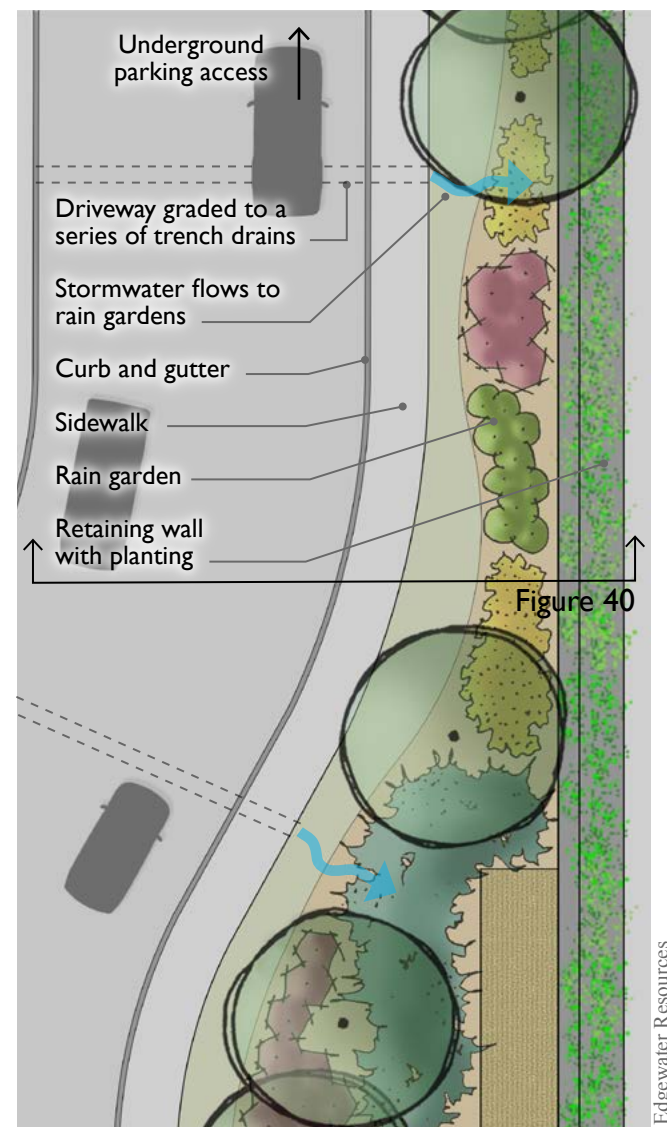 Underground
parking access
Driveway graded to a
series of trench drains
Stormwater flows to
rain gardens
Curb and gutter
Sidewalk
Rain garden
Retaining wall
with planting
Figure 40
Edgewater Resources